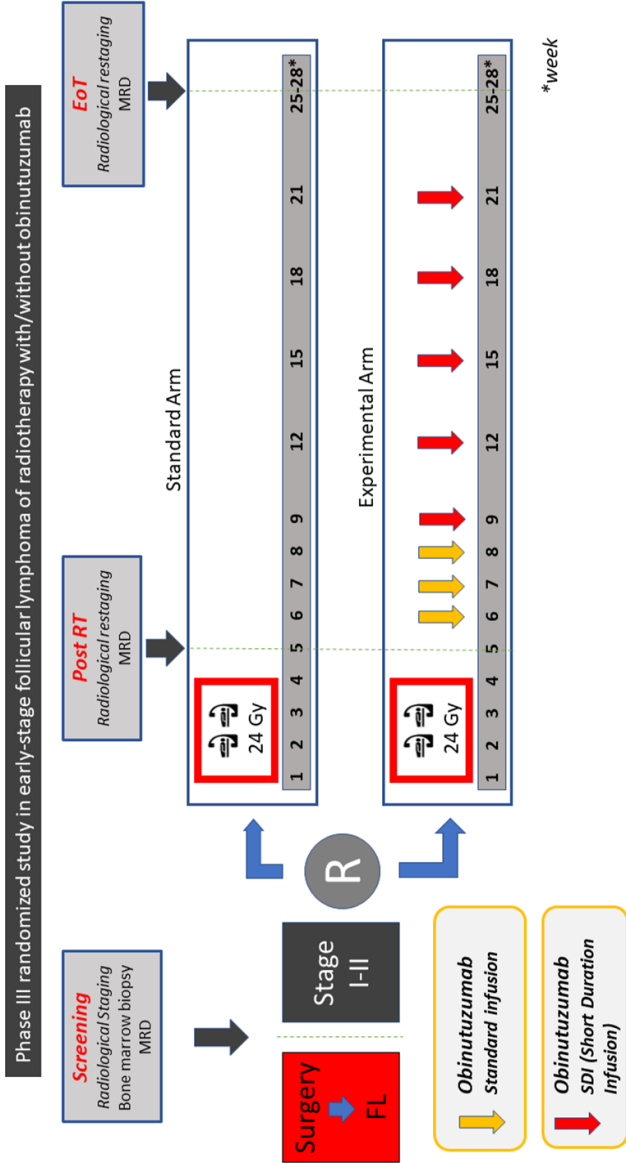 Phase III randomized study in early-stage follicular lymphoma of radiotherapy with/without obinutuzumab
Screening
Radiological Staging
Bone marrow biopsy
MRD
Post RT
Radiological restaging
MRD
EoT
Radiological restaging
MRD
Surgery
FL
Stage
I-II
R
Standard Arm
24 Gy
1 2 3 4 5 6 7 8 9 12 15 18 21 25-28*
Experimental Arm
24 Gy
1 2 3 4 5 6 7 8 9 12 15 18 21 25-28*
*week
Obinutuzumab
Standard infusion
Obinutuzumab
SDI (Short Duration
Infusion)